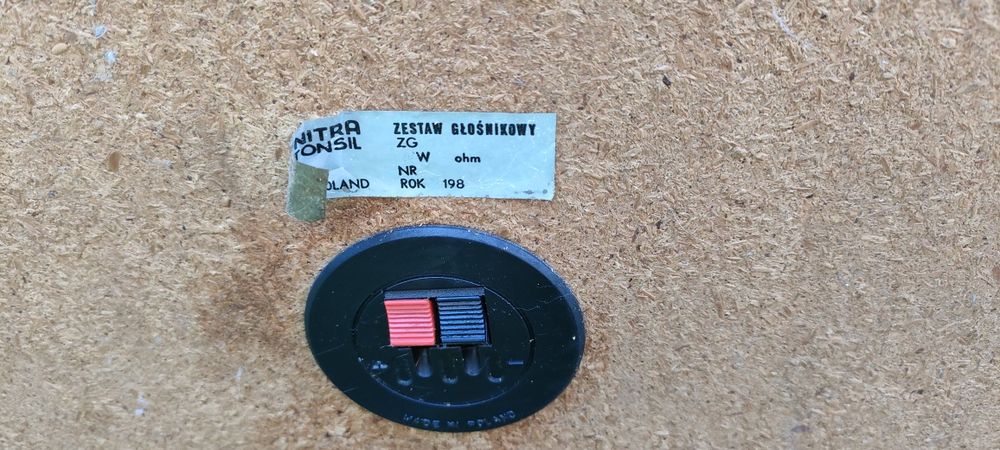 NITRA
TONSIL
OLAND
ZESTAW GŁOŚNIKOWY
ZG
W ohm
NR
ROK 198
+ −
MADE IN POLAND